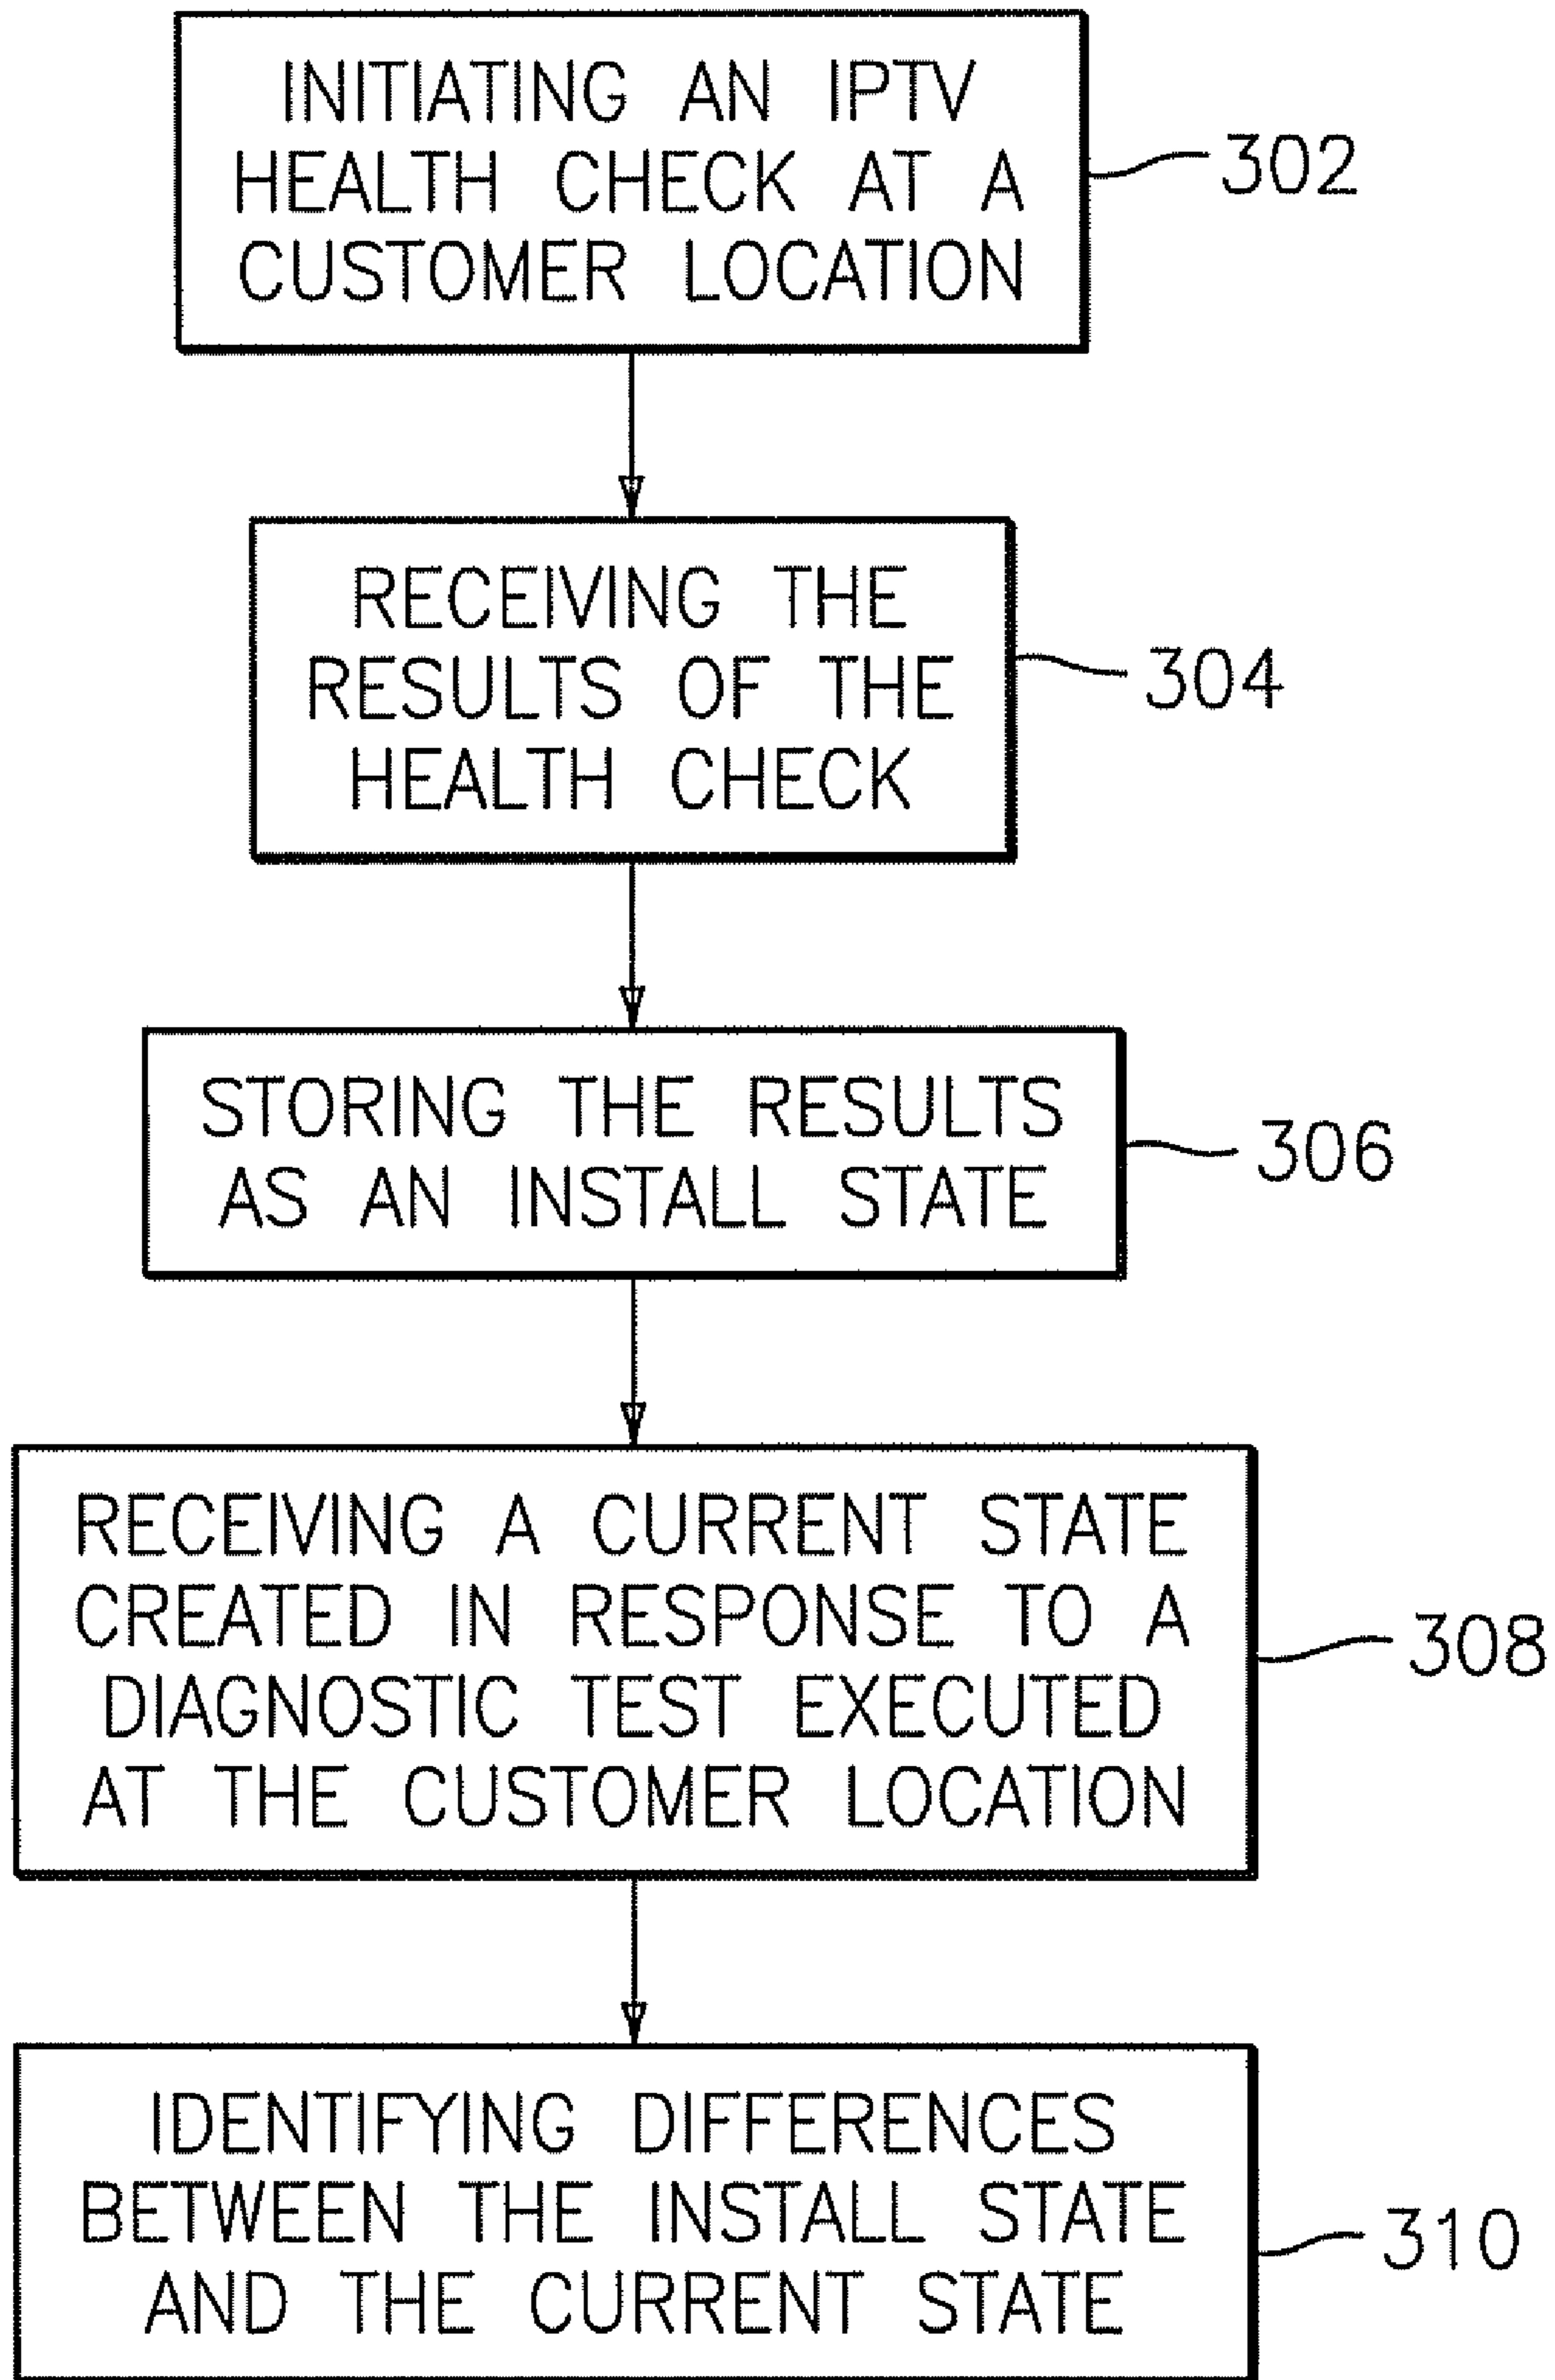 INITIATING AN IPTV
HEALTH CHECK AT A
CUSTOMER LOCATION
302
RECEIVING THE
RESULTS OF THE
HEALTH CHECK
304
STORING THE RESULTS
AS AN INSTALL STATE
306
RECEIVING A CURRENT STATE
CREATED IN RESPONSE TO A
DIAGNOSTIC TEST EXECUTED
AT THE CUSTOMER LOCATION
308
IDENTIFYING DIFFERENCES
BETWEEN THE INSTALL STATE
AND THE CURRENT STATE
310